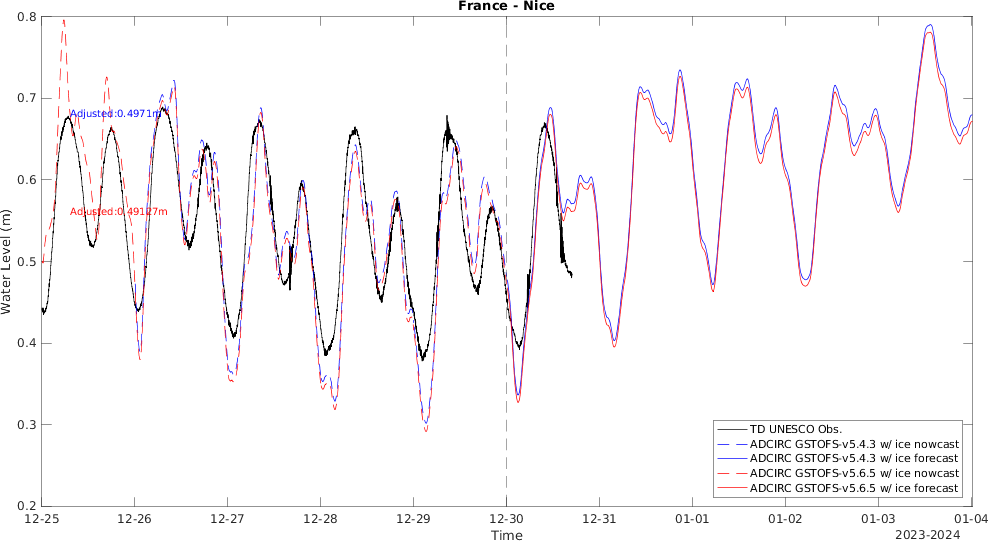 France - Nice
0.8
0.7
0.6
0.5
0.4
0.3
0.2
Water Level (m)
Adjusted:0.4971m
Adjusted:0.49127m
TD UNESCO Obs.
ADCIRC GSTOFS-v5.4.3 w/ ice nowcast
ADCIRC GSTOFS-v5.4.3 w/ ice forecast
ADCIRC GSTOFS-v5.6.5 w/ ice nowcast
ADCIRC GSTOFS-v5.6.5 w/ ice forecast
12-25 12-26 12-27 12-28 12-29 12-30 12-31 01-01 01-02 01-03 01-04
Time
2023-2024